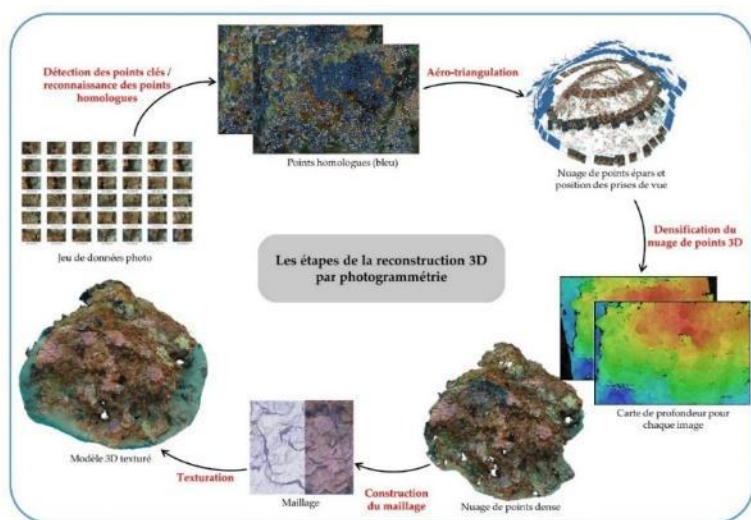 Détection des points clés /
reconnaissance des points
homologues
Aéro-triangulation
Points homologues (bleu)
Nuage de points épars et
position des prises de vue
Jeu de données photo
Densification du
nuage de points 3D
Les étapes de la reconstruction 3D
par photogrammétrie
Carte de profondeur pour
chaque image
Modèle 3D texturé
Texturation
Maillage
Construction
du maillage
Nuage de points dense